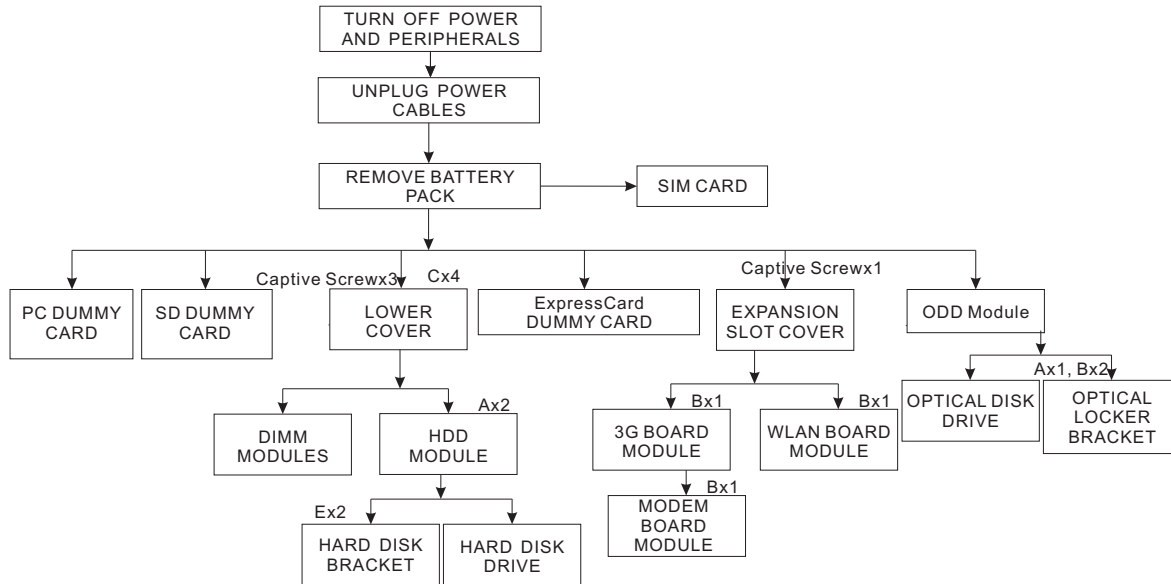 TURN OFF POWER
AND PERIPHERALS
UNPLUG POWER
CABLES
REMOVE BATTERY
PACK
SIM CARD
Captive Screwx3
Cx4
Captive Screwx1
PC DUMMY
CARD
SD DUMMY
CARD
LOWER
COVER
ExpressCard
DUMMY CARD
EXPANSION
SLOT COVER
ODD Module
Ax1, Bx2
Ax2
Bx1
Bx1
DIMM
MODULES
HDD
MODULE
3G BOARD
MODULE
WLAN BOARD
MODULE
OPTICAL DISK
DRIVE
OPTICAL
LOCKER
BRACKET
Ex2
Bx1
HARD DISK
BRACKET
HARD DISK
DRIVE
MODEM
BOARD
MODULE